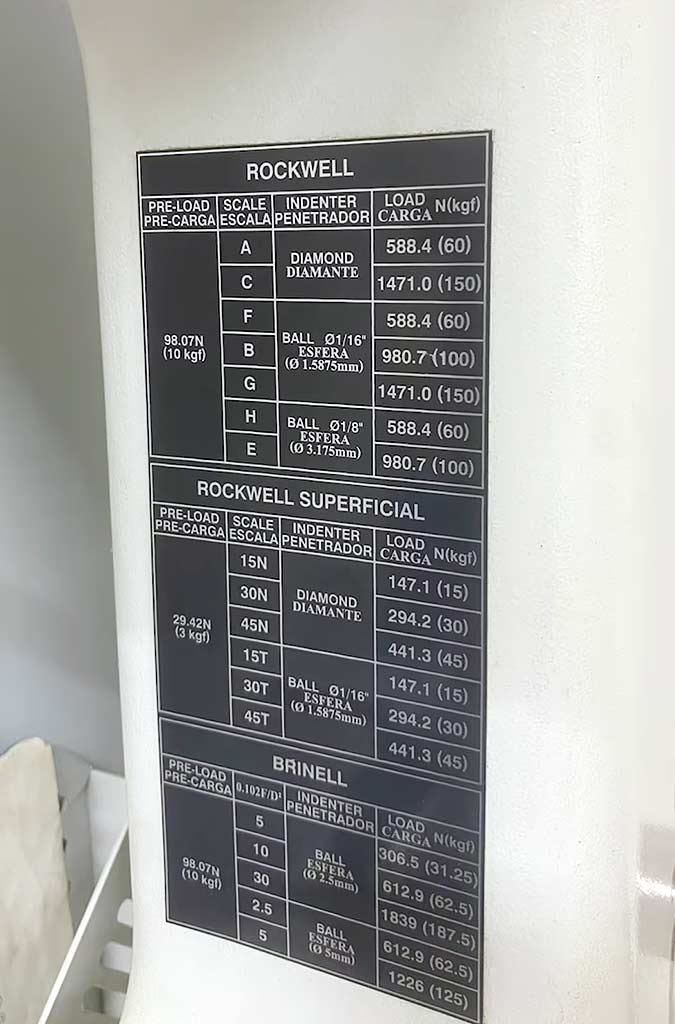 ROCKWELL
PRE-LOAD SCALE INDENTER LOAD N(kgf)
PRE-CARGA ESCALA PENETRADOR CARGA
98.07N
(10 kgf)
A DIAMOND 588.4 (60)
C DIAMANTE 1471.0 (150)
F BALL Ø1/16" 588.4 (60)
B ESFERA 980.7 (100)
G (Ø 1.5875mm) 1471.0 (150)
H BALL Ø1/8" 588.4 (60)
E ESFERA 980.7 (100)
(Ø 3.175mm)
ROCKWELL SUPERFICIAL
PRE-LOAD SCALE INDENTER LOAD N(kgf)
PRE-CARGA ESCALA PENETRADOR CARGA
29.42N
(3 kgf)
15N DIAMOND 147.1 (15)
30N DIAMANTE 294.2 (30)
45N 441.3 (45)
15T BALL Ø1/16" 147.1 (15)
30T ESFERA 294.2 (30)
45T (Ø 1.5875mm) 441.3 (45)
BRINELL
PRE-LOAD 0.102F/D² INDENTER LOAD N(kgf)
PRE-CARGA PENETRADOR CARGA
98.07N
(10 kgf)
5 BALL 306.5 (31.25)
10 ESFERA 612.9 (62.5)
30 (Ø 2.5mm) 1839 (187.5)
2.5 BALL 612.9 (62.5)
5 ESFERA 1226 (125)
(Ø 5mm)